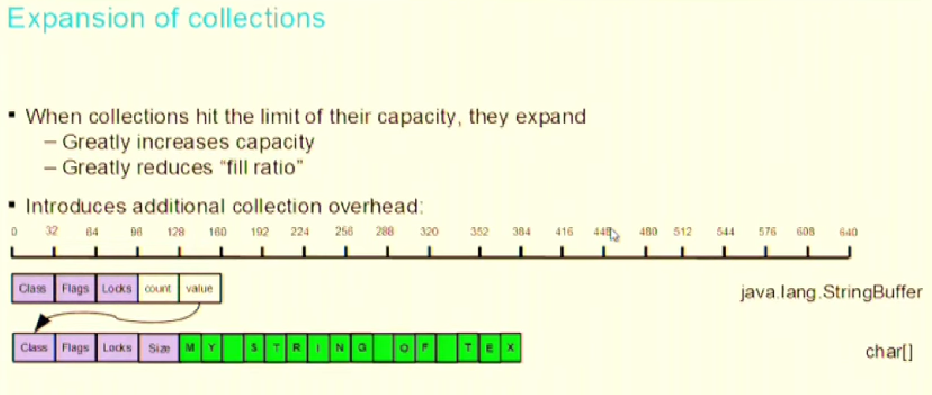 Expansion of collections
▪ When collections hit the limit of their capacity, they expand
– Greatly increases capacity
– Greatly reduces "fill ratio"
▪ Introduces additional collection overhead:
0 32 64 96 128 160 192 224 256 288 320 352 384 416 448 480 512 544 576 608 640
Class Flags Locks count value
java.lang.StringBuffer
Class Flags Locks Size M Y S T R I N G O F T E X
char[]